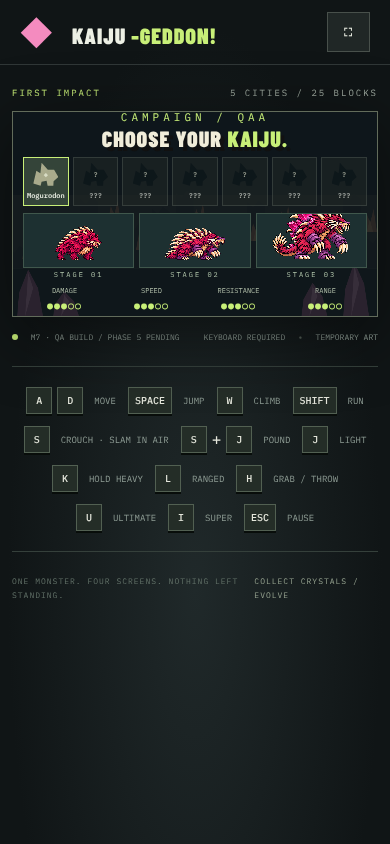 KAIJU -GEDDON!
FIRST IMPACT
5 CITIES / 25 BLOCKS
CAMPAIGN / QAA
CHOOSE YOUR KAIJU.
Mogurodon
? ? ? ? ? ?
??? ??? ??? ??? ??? ???
STAGE 01 STAGE 02 STAGE 03
DAMAGE SPEED RESISTANCE RANGE
M7 · QA BUILD / PHASE 5 PENDING
KEYBOARD REQUIRED
TEMPORARY ART
A D MOVE SPACE JUMP W CLIMB SHIFT RUN
S CROUCH · SLAM IN AIR S + J POUND J LIGHT
K HOLD HEAVY L RANGED H GRAB / THROW
U ULTIMATE I SUPER ESC PAUSE
ONE MONSTER. FOUR SCREENS. NOTHING LEFT
STANDING.
COLLECT CRYSTALS /
EVOLVE